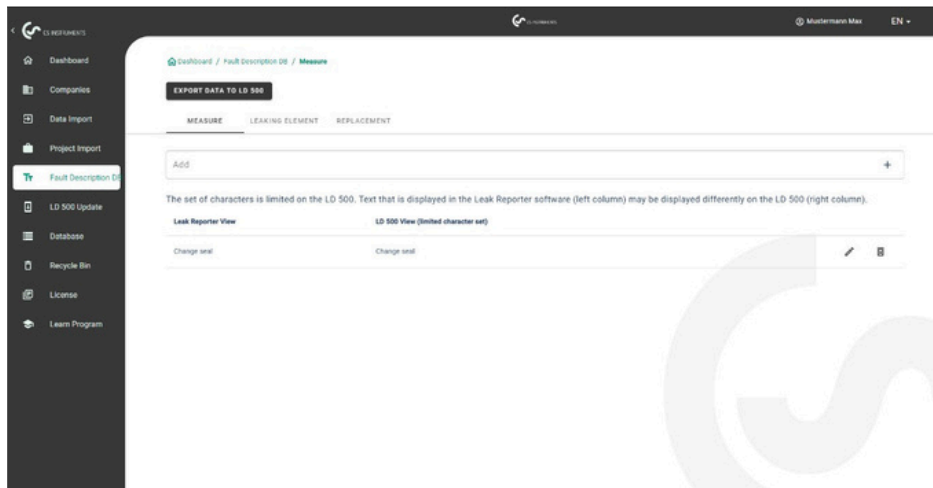 CS INSTRUMENTS
CS INSTRUMENTS
Mustermann Max
EN
Dashboard
Companies
Data Import
Project Import
Fault Description DB
LD 500 Update
Database
Recycle Bin
License
Learn Program
Dashboard / Fault Description DB / Measure
EXPORT DATA TO LD 500
MEASURE
LEAKING ELEMENT
REPLACEMENT
Add
The set of characters is limited on the LD 500. Text that is displayed in the Leak Reporter software (left column) may be displayed differently on the LD 500 (right column).
Leak Reporter View
LD 500 View (limited character set)
Change seal
Change seal